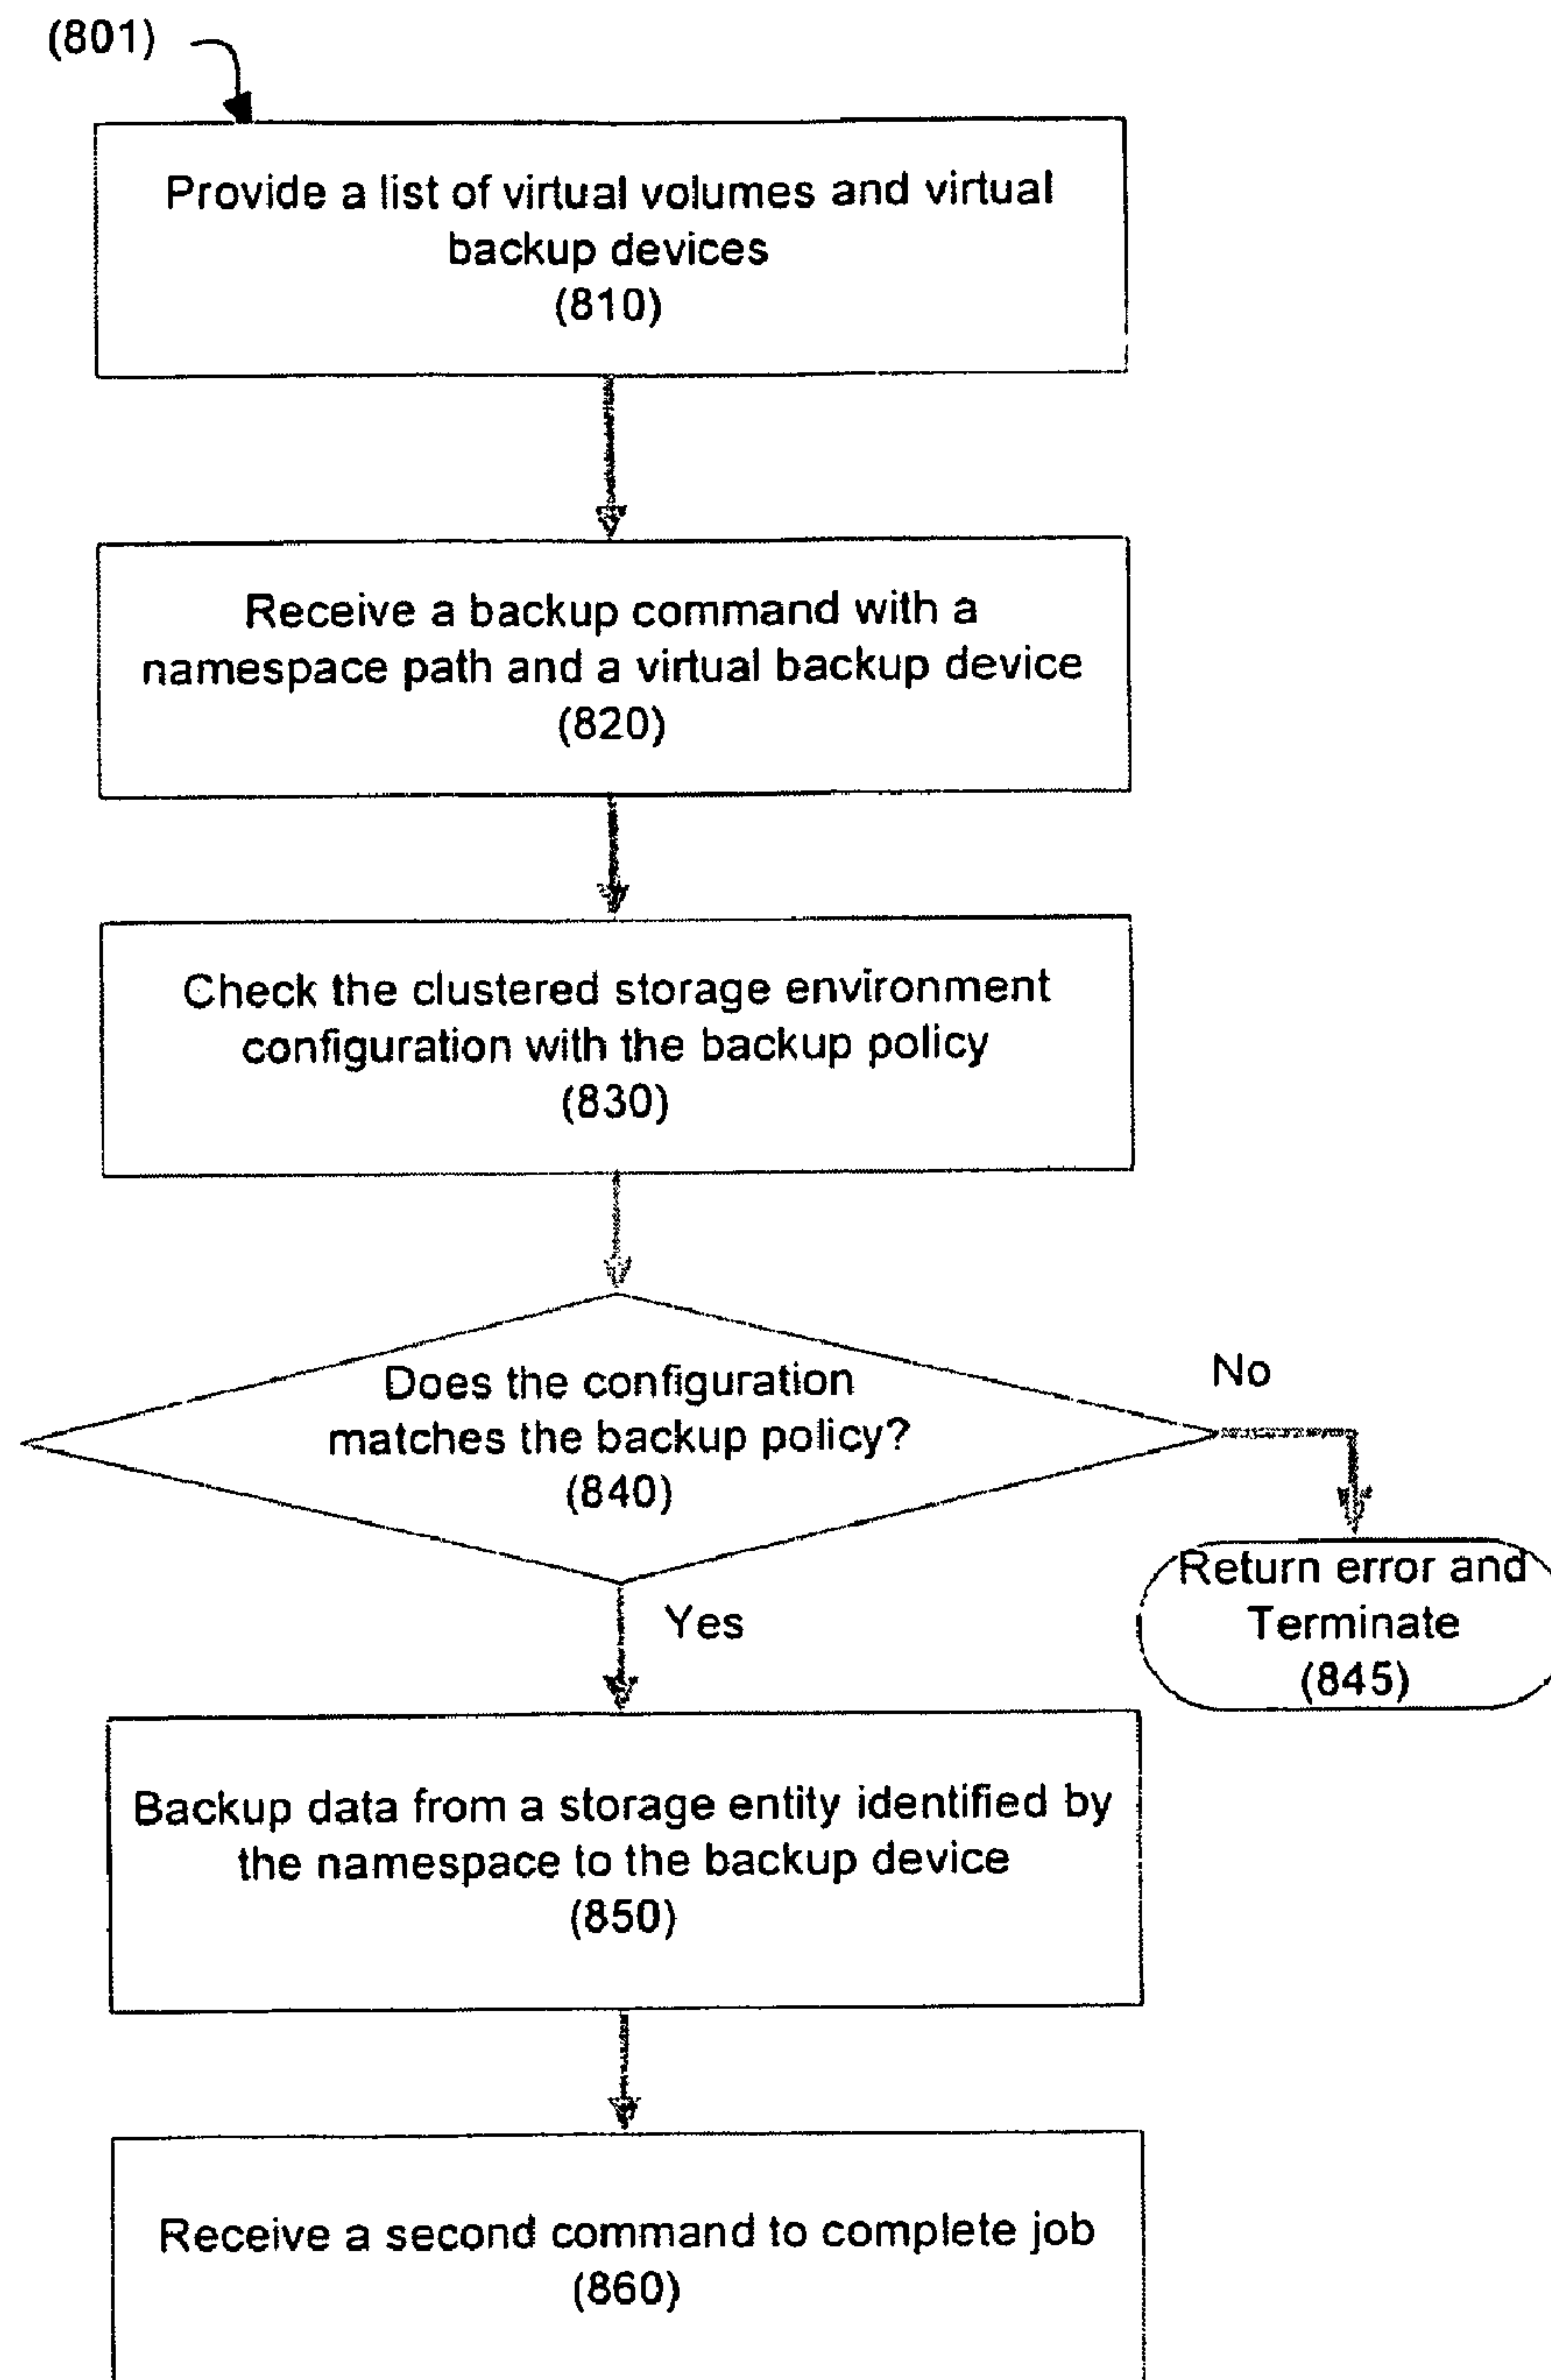 (801)
Provide a list of virtual volumes and virtual
backup devices
(810)
Receive a backup command with a
namespace path and a virtual backup device
(820)
Check the clustered storage environment
configuration with the backup policy
(830)
Does the configuration
matches the backup policy?
(840)
No
Return error and
Terminate
(845)
Yes
Backup data from a storage entity identified by
the namespace to the backup device
(850)
Receive a second command to complete job
(860)